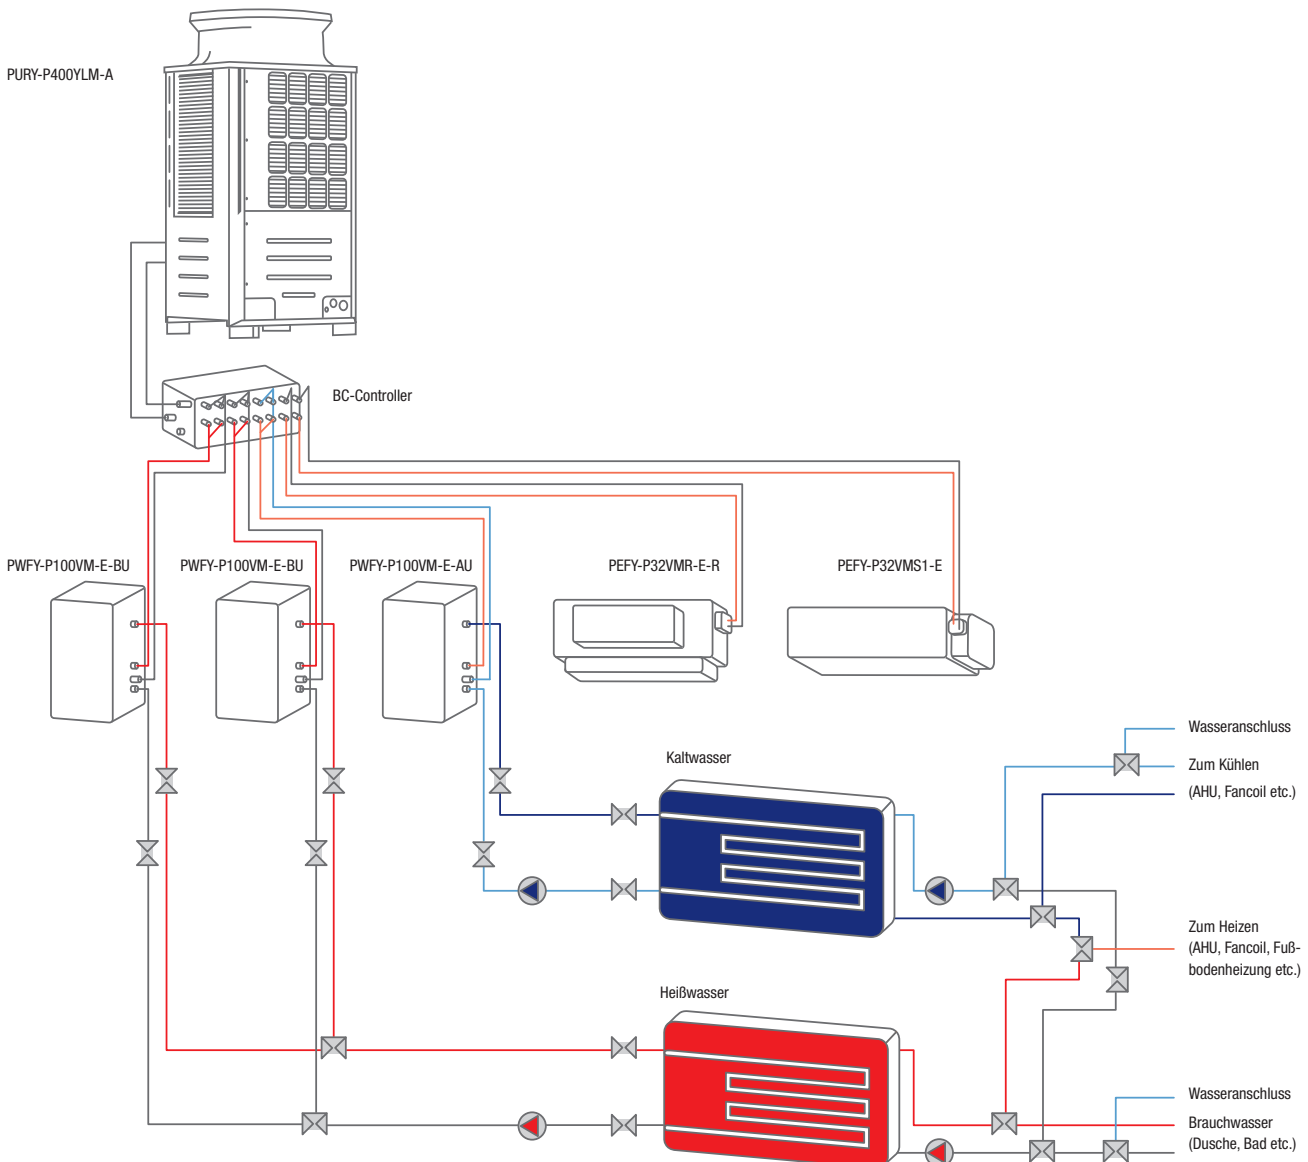 PURY-P400YLM-A
BC-Controller
PWFY-P100VM-E-BU
PWFY-P100VM-E-BU
PWFY-P100VM-E-AU
PEFY-P32VMR-E-R
PEFY-P32VMS1-E
Kaltwasser
Wasseranschluss
Zum Kühlen
(AHU, Fancoil etc.)
Zum Heizen
(AHU, Fancoil, Fuß-
bodenheizung etc.)
Heißwasser
Wasseranschluss
Brauchwasser
(Dusche, Bad etc.)